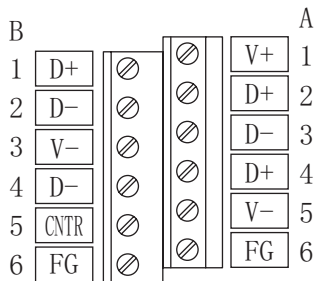 B
1 D+
2 D-
3 V-
4 D-
5 CNTR
6 FG
A
V+ 1
D+ 2
D- 3
D+ 4
V- 5
FG 6